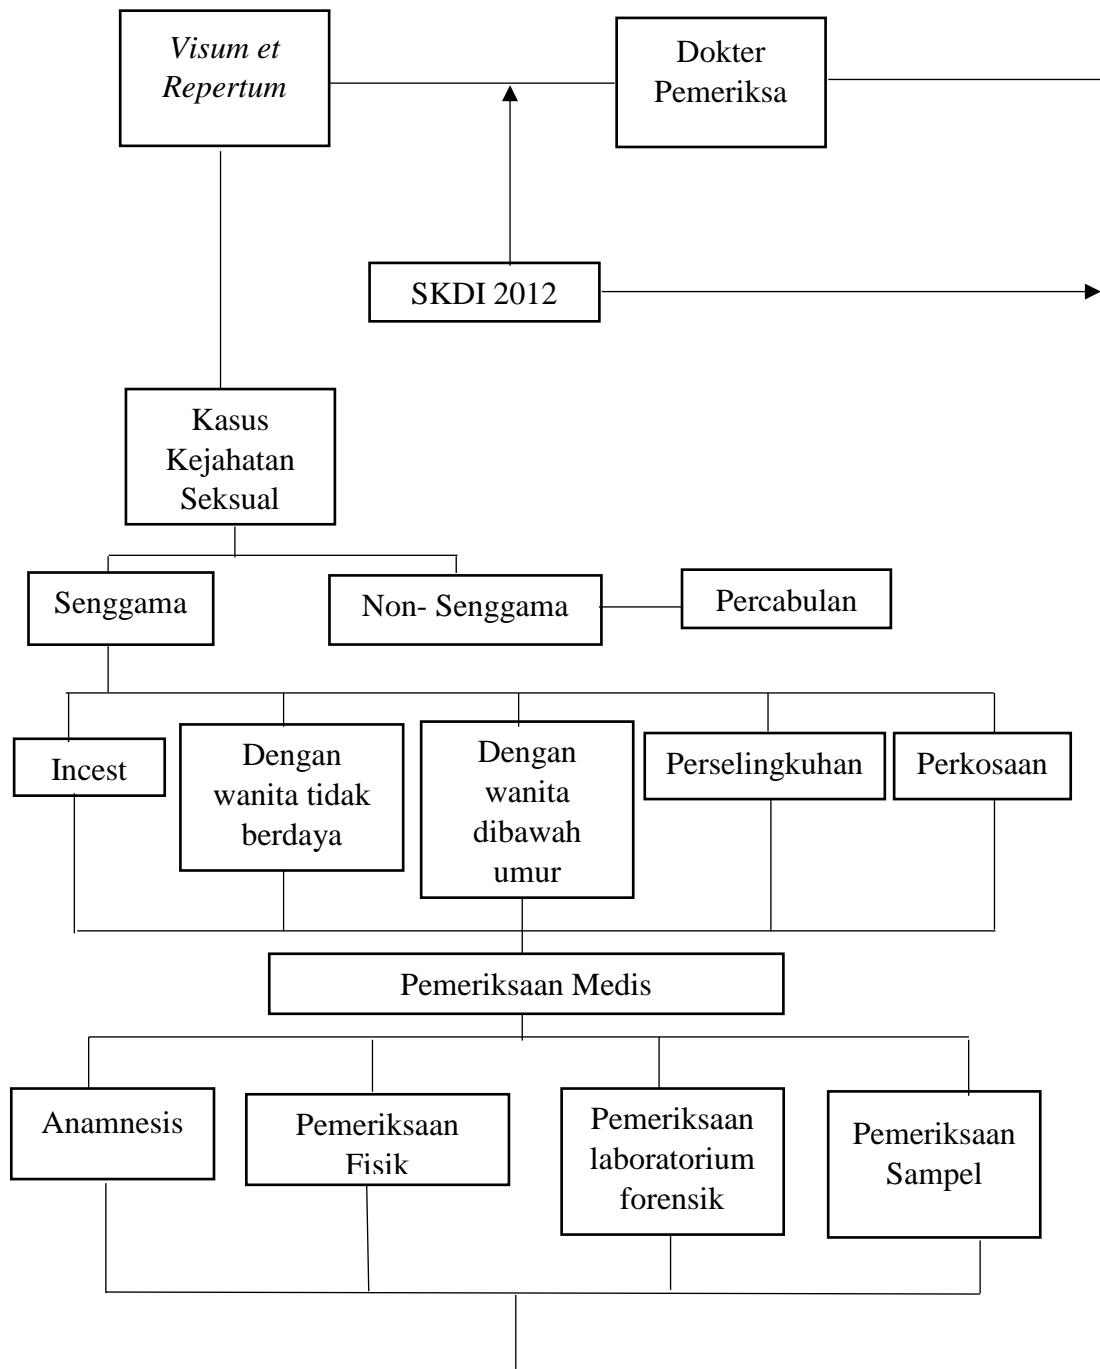 Visum et
Repertum
Dokter
Pemeriksa
SKDI 2012
Kasus
Kejahatan
Seksual
Senggama
Non- Senggama
Percabulan
Incest
Dengan
wanita tidak
berdaya
Dengan
wanita
dibawah
umur
Perselingkuhan
Perkosaan
Pemeriksaan Medis
Anamnesis
Pemeriksaan
Fisik
Pemeriksaan
laboratorium
forensik
Pemeriksaan
Sampel